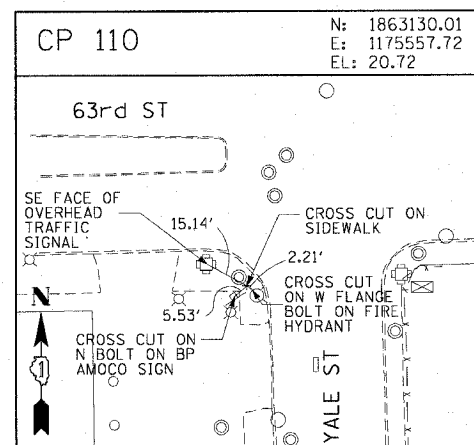 CP 110
N: 1863130.01
E: 1175557.72
EL: 20.72
63rd ST
SE FACE OF
OVERHEAD
TRAFFIC
SIGNAL
15.14'
CROSS CUT ON
SIDEWALK
2.21'
CROSS CUT
ON W FLANGE
BOLT ON FIRE
HYDRANT
5.53'
CROSS CUT ON
N BOLT ON BP
AMOCO SIGN
N
1
YALE ST